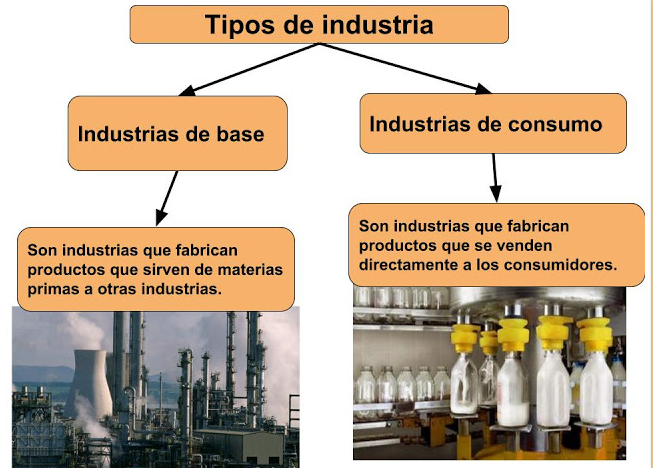 Tipos de industria
Industrias de base
Industrias de consumo
Son industrias que fabrican
productos que sirven de materias
primas a otras industrias.
Son industrias que fabrican
productos que se venden
directamente a los consumidores.